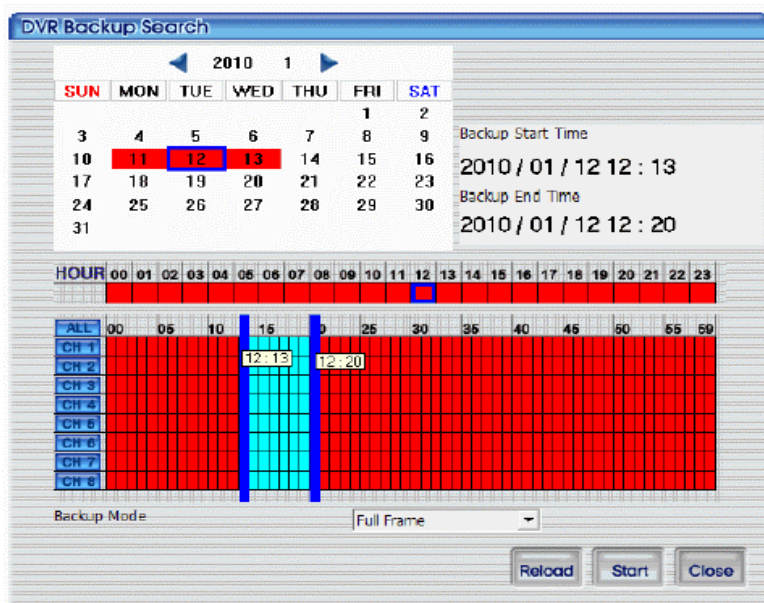 DVR Backup Search
2010 1
SUN MON TUE WED THU FRI SAT
1 2
3 4 5 6 7 8 9
10 11 12 13 14 15 16
17 18 19 20 21 22 23
24 25 26 27 28 29 30
31
Backup Start Time
2010 / 01 / 12 12 : 13
Backup End Time
2010 / 01 / 12 12 : 20
HOUR 00 01 02 03 04 05 06 07 08 09 10 11 12 13 14 15 16 17 18 19 20 21 22 23
ALL 00 05 10 15 0 25 30 35 40 45 50 55 59
CH 1
12 : 13
CH 2
12 : 20
CH 3
CH 4
CH 5
CH 6
CH 7
CH 8
Backup Mode Full Frame
Reload Start Close